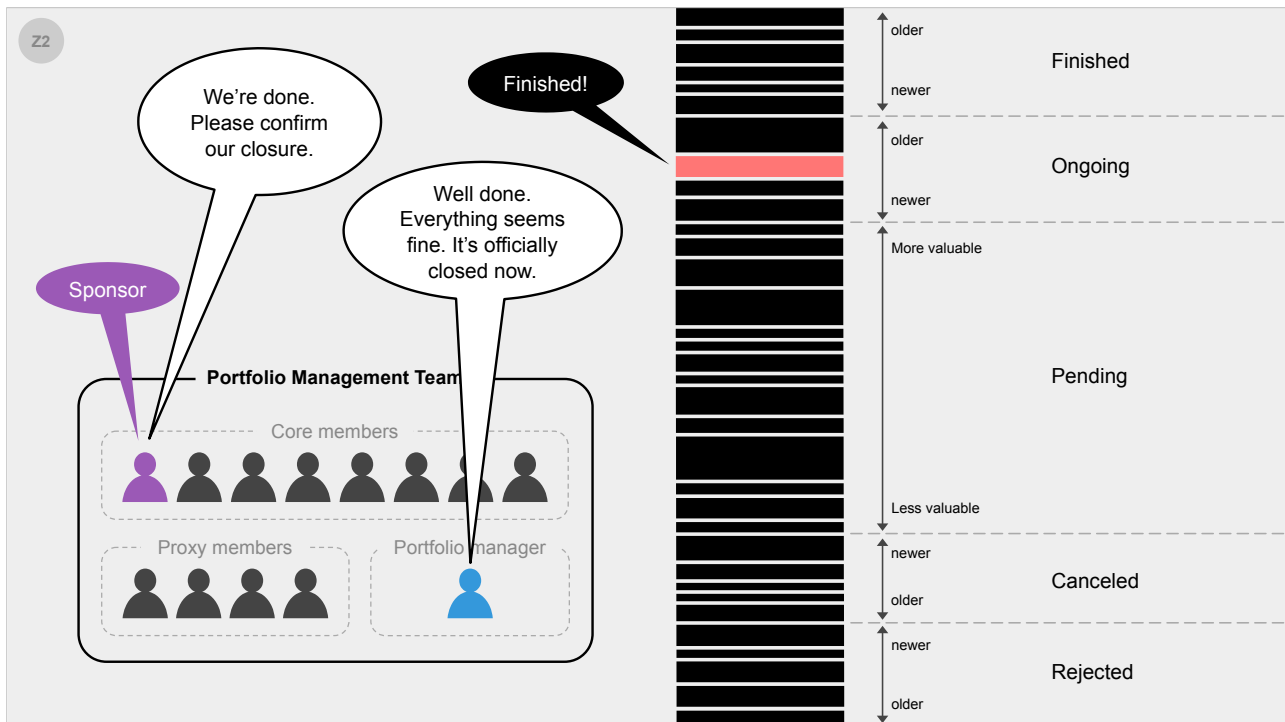 Z2
We're done.
Please confirm
our closure.
Finished!
Well done.
Everything seems
fine. It's officially
closed now.
Sponsor
Portfolio Management Team
Core members
Proxy members
Portfolio manager
older
Finished
newer
older
Ongoing
newer
More valuable
Pending
Less valuable
newer
Canceled
older
newer
Rejected
older